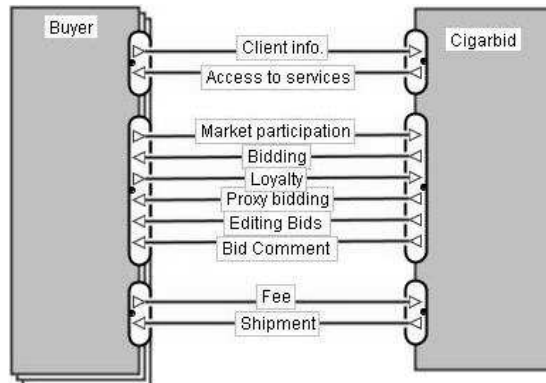 Buyer
Cigarbid
Client info.
Access to services
Market participation
Bidding
Loyalty
Proxy bidding
Editing Bids
Bid Comment
Fee
Shipment